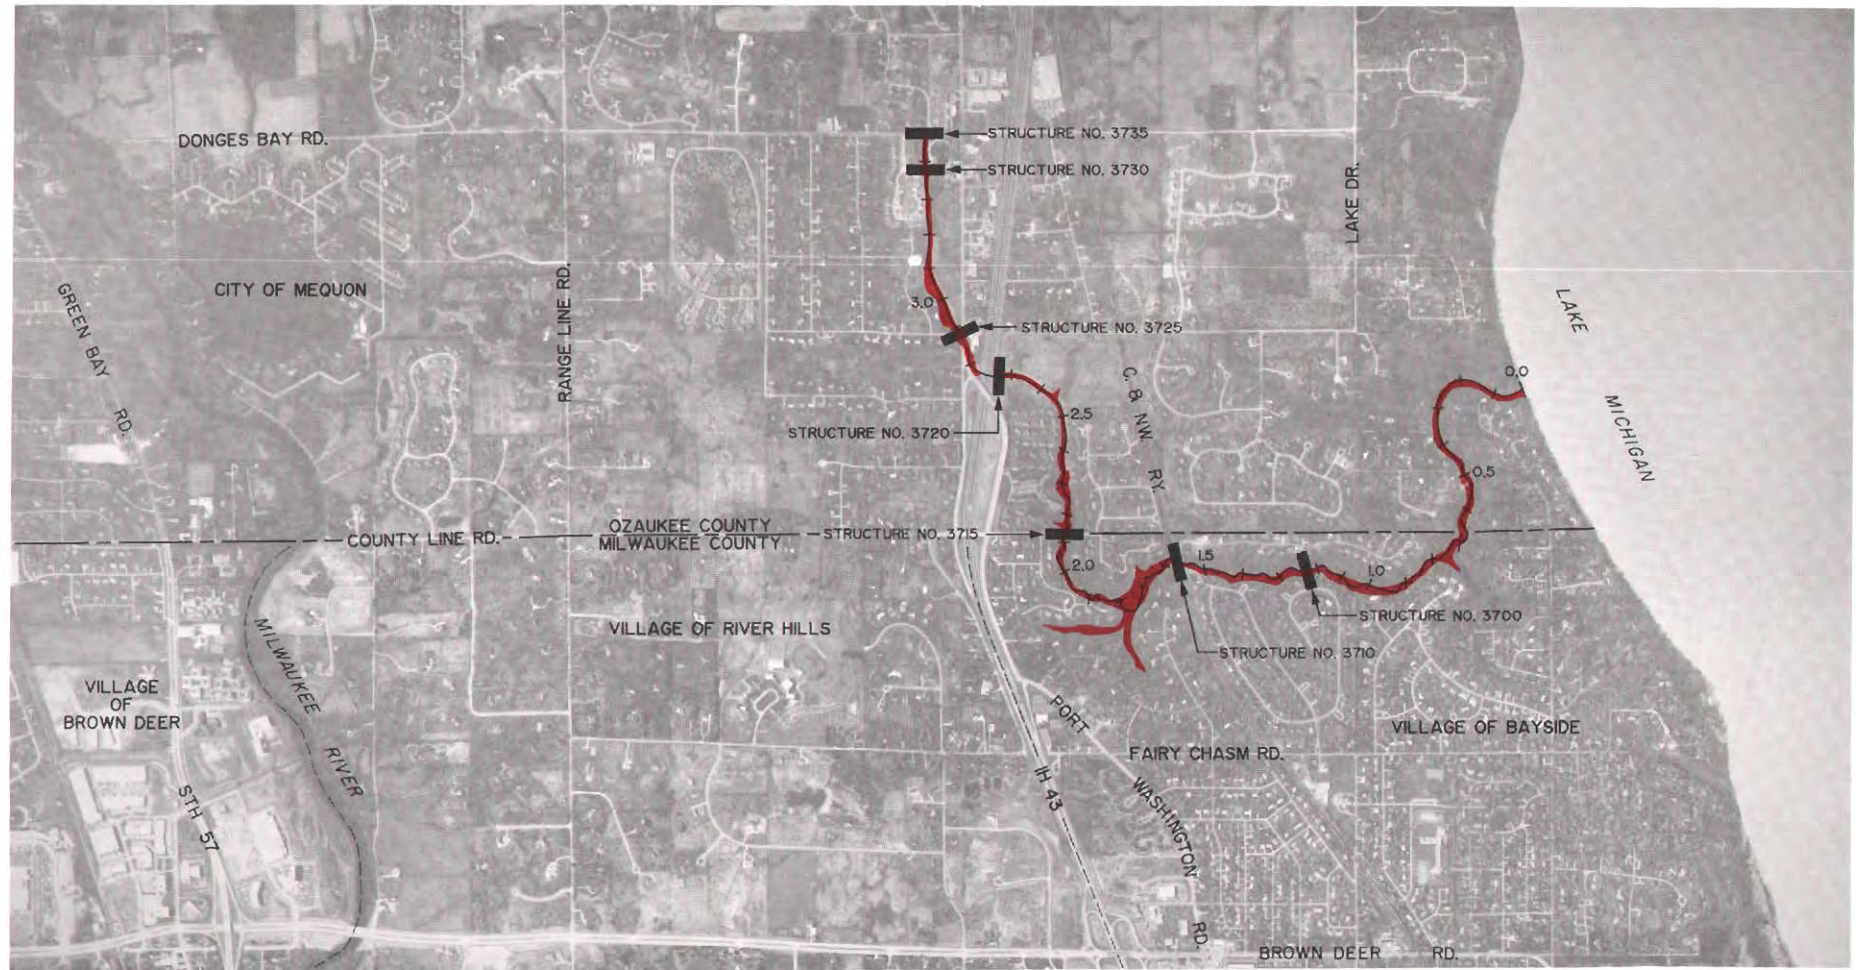 STRUCTURE NO. 3735
DONGES BAY RD.
STRUCTURE NO. 3730
LAKE DR.
CITY OF MEQUON
RANGE LINE RD.
GREEN BAY
RD.
3.0
STRUCTURE NO. 3725
LAKE
MICHIGAN
0.0
C. & NW. RY.
2.5
STRUCTURE NO. 3720
0.5
OZAUKEE COUNTY
COUNTY LINE RD.
MILWAUKEE COUNTY
STRUCTURE NO. 3715
2.0
1.5
1.0
STRUCTURE NO. 3700
VILLAGE OF RIVER HILLS
STRUCTURE NO. 3710
MILWAUKEE
RIVER
VILLAGE
OF
BROWN DEER
PORT
WASHINGTON
RD.
VILLAGE OF BAYSIDE
FAIRY CHASM RD.
IH 43
STH 57
BROWN DEER RD.